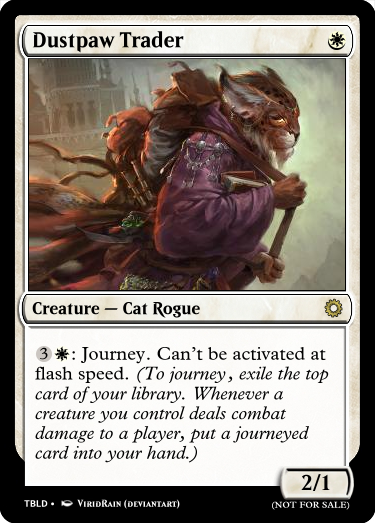 Dustpaw Trader
Creature — Cat Rogue
3 : Journey. Can't be activated at
flash speed. (To journey, exile the top
card of your library. Whenever a
creature you control deals combat
damage to a player, put a journeyed
card into your hand.)
2/1
TBLD • ViridRain (deviantart)
(NOT FOR SALE)